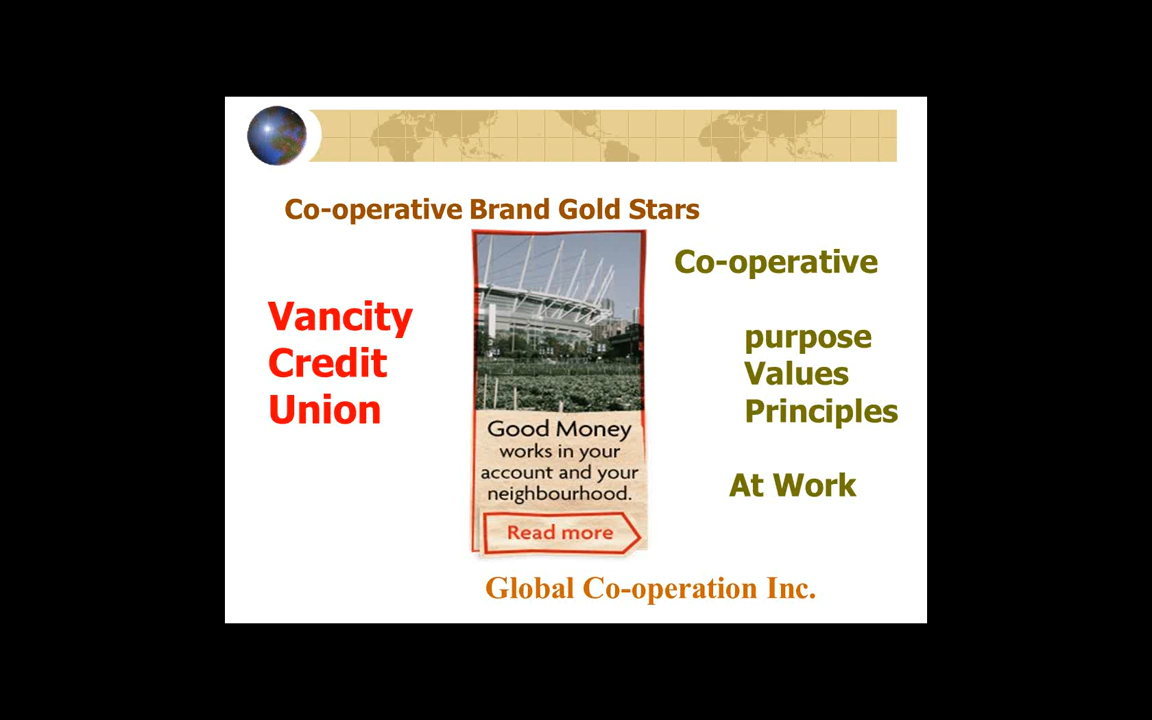 Co-operative Brand Gold Stars
Vancity
Credit
Union
Good Money
works in your
account and your
neighbourhood.
Read more
Co-operative
purpose
Values
Principles
At Work
Global Co-operation Inc.